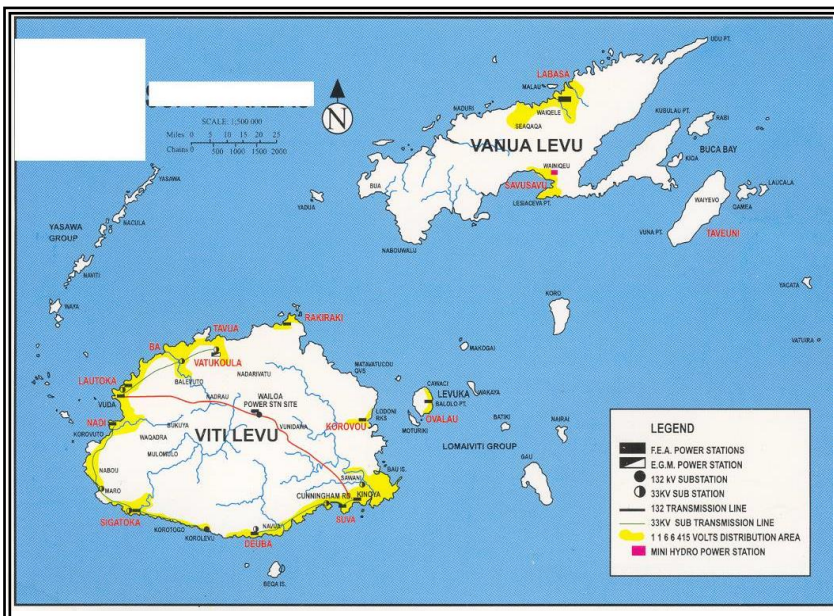 SCALE: 1:500 000
Miles 0 5 10 15 20 25
Chains 0 500 1000 2000
N
UDU PT.
LABASA
MALAU
NADURI
WAIQELE
SEAQAQA
KUBULAU PT.
RABI
VANUA LEVU
BUCA BAY
KIOA
WAINIQEU
BUA
SAVUSAVU
LESIACEVA PT.
YASAWA
YADUA
NACULA
YASAWA
GROUP
NABOUWALU
WAIYEVO
LAUCALA
QAMEA
VUNA PT.
TAVEUNI
NAVITI
YAGATA
WAYA
KORO
RAKIRAKI
TAVUA
BA
VATUKOULA
VATUIRA
MAKOGAI
NADARIVATU
MATAVATUCOU
QVS
LAUTOKA
BALEVUTO
CAWACI
LEVUKA
WAKAYA
BALOLO PT.
VUDA
NADRAU
WAILOA
POWER STN SITE
LODONI
RKS
NADI
BUKUYA
VUNIDAWA
KOROVOU
MOTURIKI
OVALAU
BATIKI
NAIRAI
KOROVUTO
WAQADRA
VITI LEVU
MULOMULO
LOMAIVITI GROUP
BAU IS.
NABOU
SAWANI
GAU
MARO
CUNNINGHAM RD
KINOYA
SIGATOKA
SUVA
KOROTOGO
KOROLEVU
NAVUA
DEUBA
BEQA IS.
LEGEND
F.E.A. POWER STATIONS
E.G.M. POWER STATION
132 kV SUBSTATION
33KV SUB STATION
132 TRANSMISSION LINE
33KV SUB TRANSMISSION LINE
1 1 6 6 415 VOLTS DISTRIBUTION AREA
MINI HYDRO POWER STATION